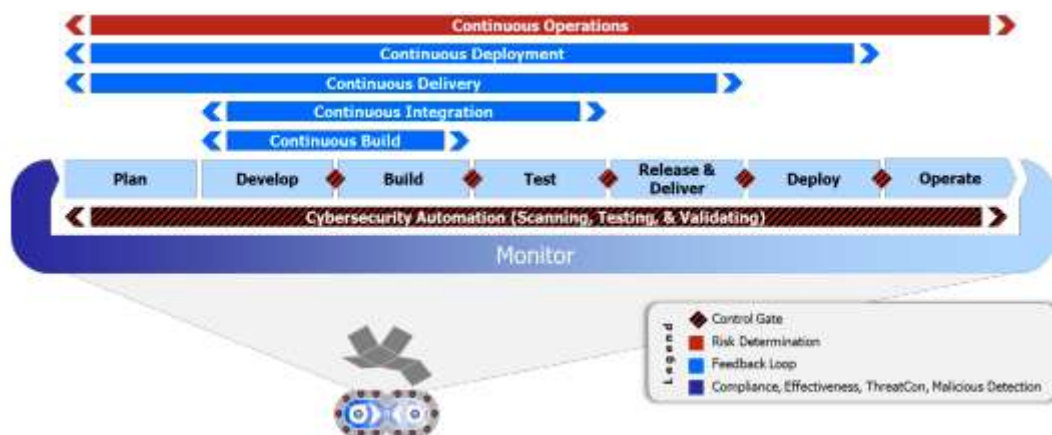 Continuous Operations
Continuous Deployment
Continuous Delivery
Continuous Integration
Continuous Build
Plan
Develop
Build
Test
Release &
Deliver
Deploy
Operate
Cybersecurity Automation (Scanning, Testing, & Validating)
Monitor
Legend
Control Gate
Risk Determination
Feedback Loop
Compliance, Effectiveness, ThreatCon, Malicious Detection